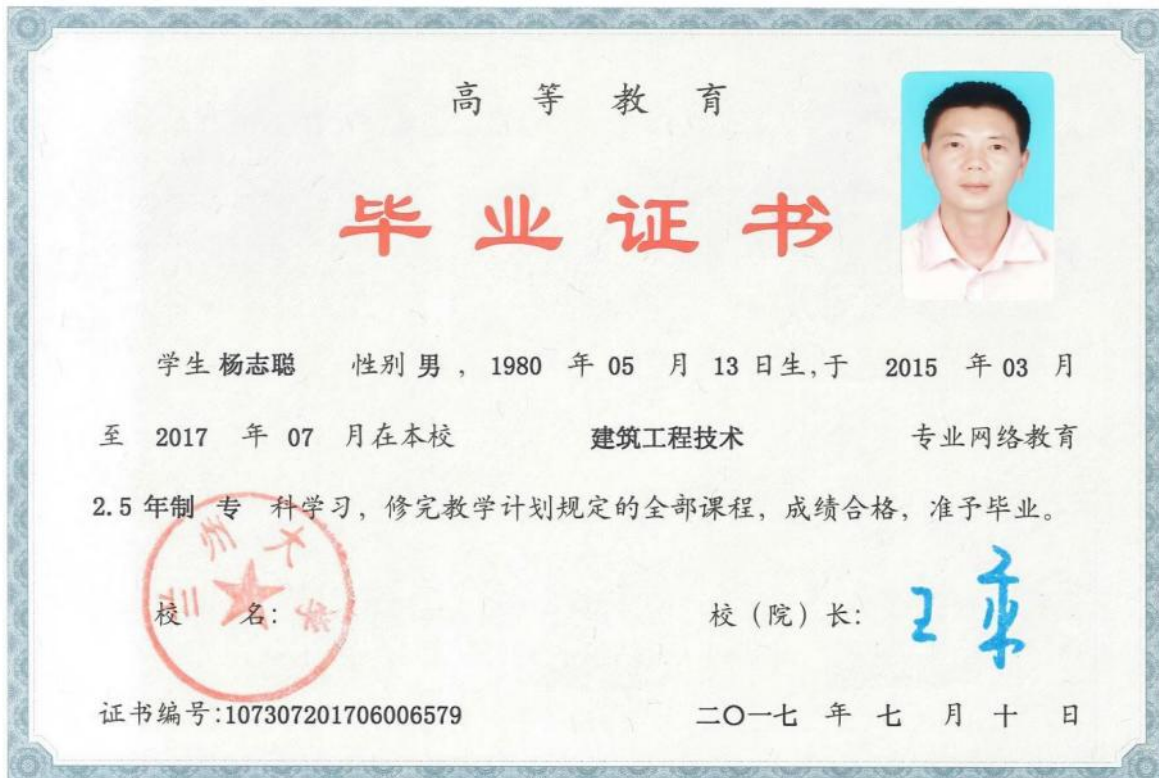 高等教育
毕业证书
学生 杨志聪 性别 男 , 1980 年 05 月 13 日生,于 2015 年 03 月
至 2017 年 07 月在本校 建筑工程技术 专业网络教育
2.5 年制 专 科学习，修完教学计划规定的全部课程，成绩合格，准予毕业。
大学
校 名: 校（院）长: 王
证书编号:107307201706006579 二〇一七 年 七 月 十 日